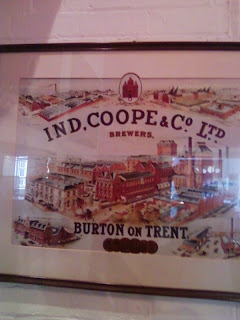 IND, COOPE & Co LTD
BREWERS.
BURTON ON TRENT.